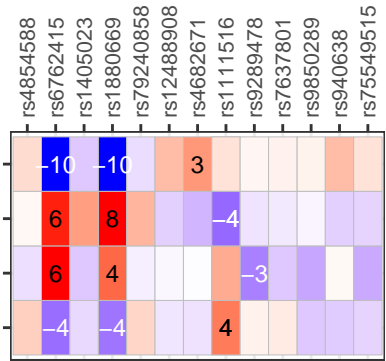 rs4854588
rs6762415
rs1405023
rs1880669
rs79240858
rs12488908
rs4682671
rs1111516
rs9289478
rs7637801
rs9850289
rs940638
rs75549515
−10 −10 3
6 8 −4
6 4 −3
−4 −4 4